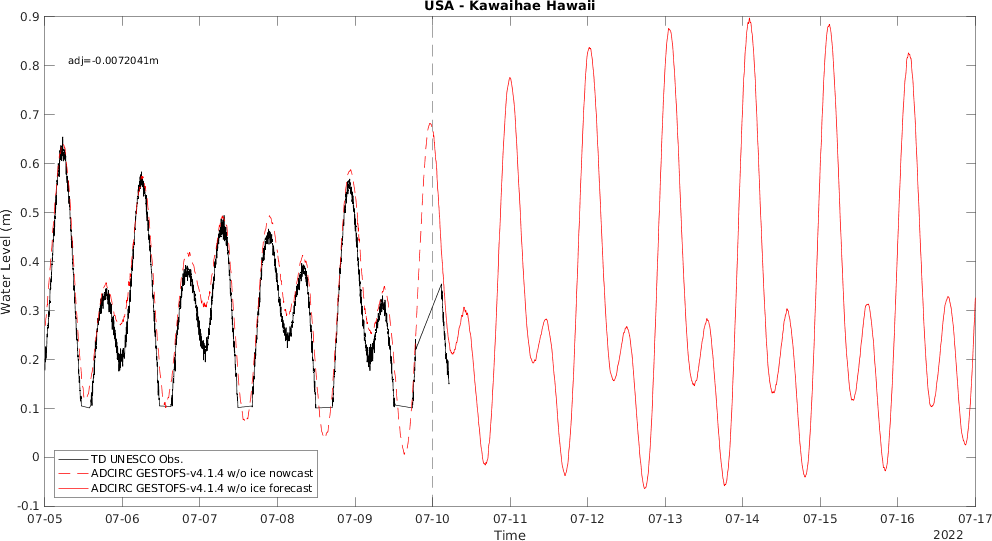 USA - Kawaihae Hawaii
0.9
adj=-0.0072041m
0.8
0.7
0.6
0.5
Water Level (m)
0.4
0.3
0.2
0.1
0
-0.1
TD UNESCO Obs.
ADCIRC GESTOFS-v4.1.4 w/o ice nowcast
ADCIRC GESTOFS-v4.1.4 w/o ice forecast
07-05 07-06 07-07 07-08 07-09 07-10 07-11 07-12 07-13 07-14 07-15 07-16 07-17
Time
2022